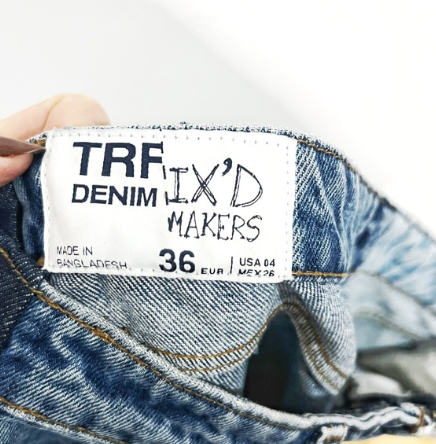 TRF IX'D
DENIM MAKERS
MADE IN
BANGLADESH
36 EUR
USA 04
MEX 26